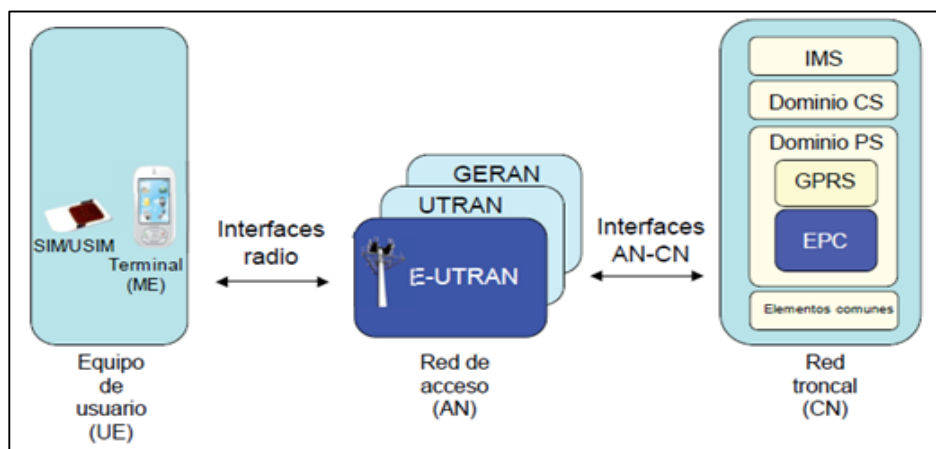 SIM/USIM
Terminal
(ME)
Equipo
de
usuario
(UE)
Interfaces
radio
GERAN
UTRAN
E-UTRAN
Red de
acceso
(AN)
Interfaces
AN-CN
IMS
Dominio CS
Dominio PS
GPRS
EPC
Elementos comunes
Red
troncal
(CN)